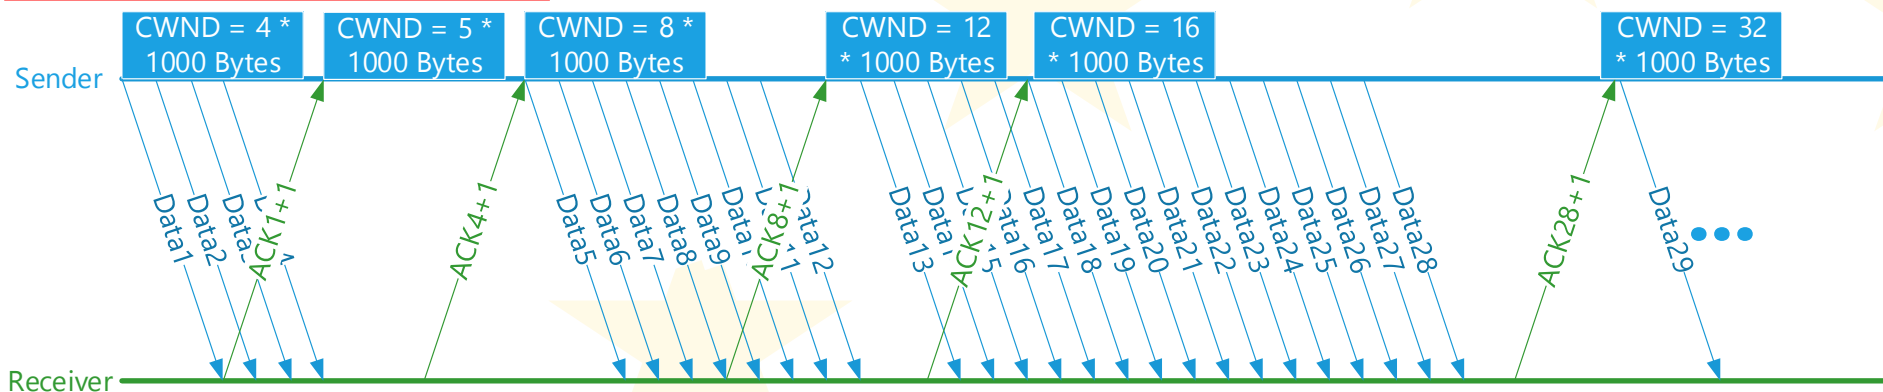 CWND = 4 *
1000 Bytes
CWND = 5 *
1000 Bytes
CWND = 8 *
1000 Bytes
CWND = 12
* 1000 Bytes
CWND = 16
* 1000 Bytes
CWND = 32
* 1000 Bytes
Sender
Data1
Data2
ACK1+1
ACK4+1
Data5
Data6
Data7
Data8
Data9
ACK8+1
Data12
Data13
ACK12+1
Data16
Data17
Data18
Data19
Data20
Data21
Data22
Data23
Data24
Data25
Data26
Data27
Data28
ACK28+1
Data29
Receiver